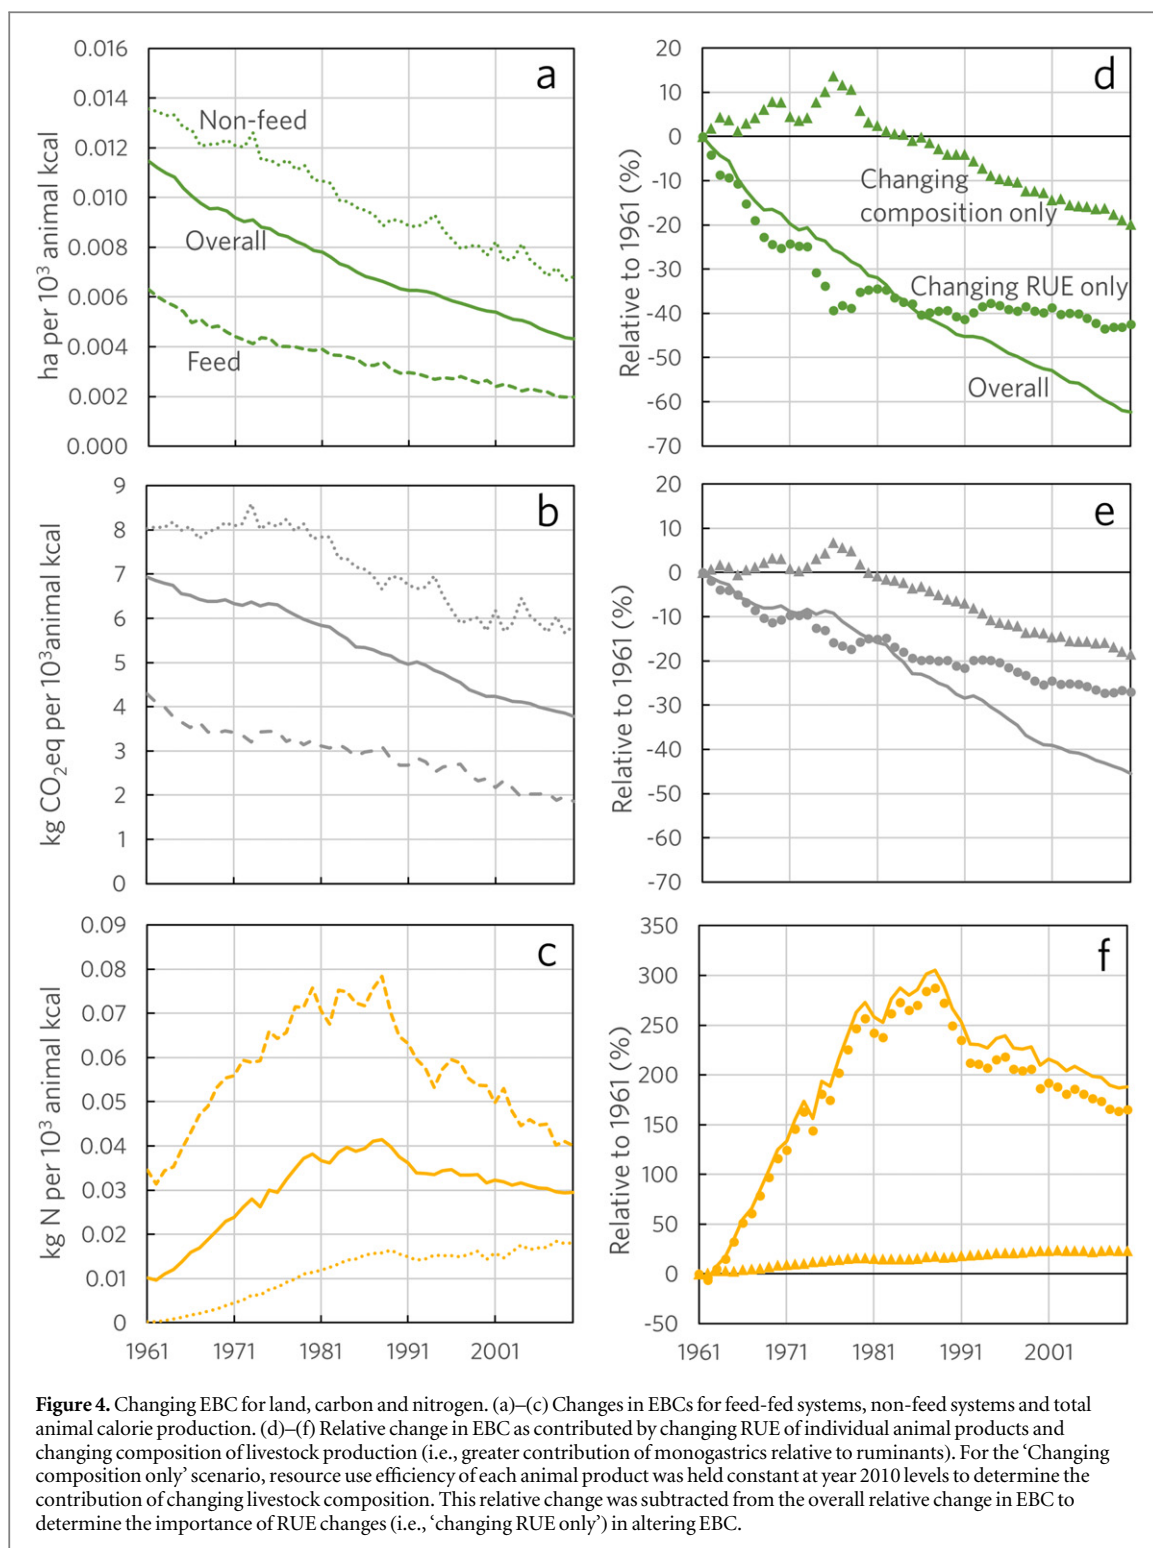 0.016
0.014
0.012
0.010
0.008
0.006
0.004
0.002
0.000
ha per 10³ animal kcal
a
Non-feed
Overall
Feed
20
10
0
-10
-20
-30
-40
-50
-60
-70
Relative to 1961 (%)
d
Changing
composition only
Changing RUE only
Overall
9
8
7
6
5
4
3
2
1
0
kg CO₂eq per 10³animal kcal
b
20
10
0
-10
-20
-30
-40
-50
-60
-70
Relative to 1961 (%)
e
0.09
0.08
0.07
0.06
0.05
0.04
0.03
0.02
0.01
0
kg N per 10³ animal kcal
c
1961 1971 1981 1991 2001
350
300
250
200
150
100
50
0
-50
Relative to 1961 (%)
f
1961 1971 1981 1991 2001
Figure 4. Changing EBC for land, carbon and nitrogen. (a)–(c) Changes in EBCs for feed-fed systems, non-feed systems and total
animal calorie production. (d)–(f) Relative change in EBC as contributed by changing RUE of individual animal products and
changing composition of livestock production (i.e., greater contribution of monogastrics relative to ruminants). For the ‘Changing
composition only’ scenario, resource use efficiency of each animal product was held constant at year 2010 levels to determine the
contribution of changing livestock composition. This relative change was subtracted from the overall relative change in EBC to
determine the importance of RUE changes (i.e., ‘changing RUE only’) in altering EBC.